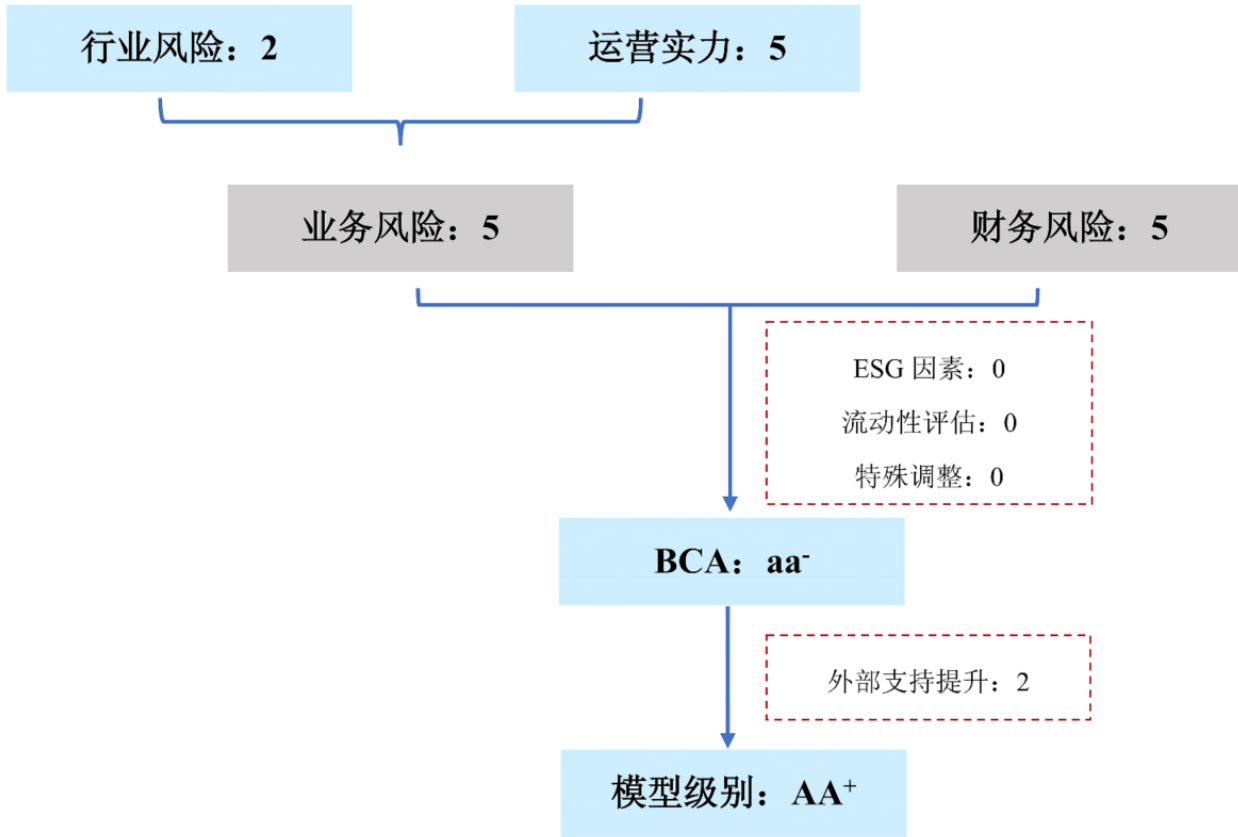 行业风险：2
运营实力：5
业务风险：5
财务风险：5
ESG 因素：0
流动性评估：0
特殊调整：0
BCA：aa⁻
外部支持提升：2
模型级别：AA⁺